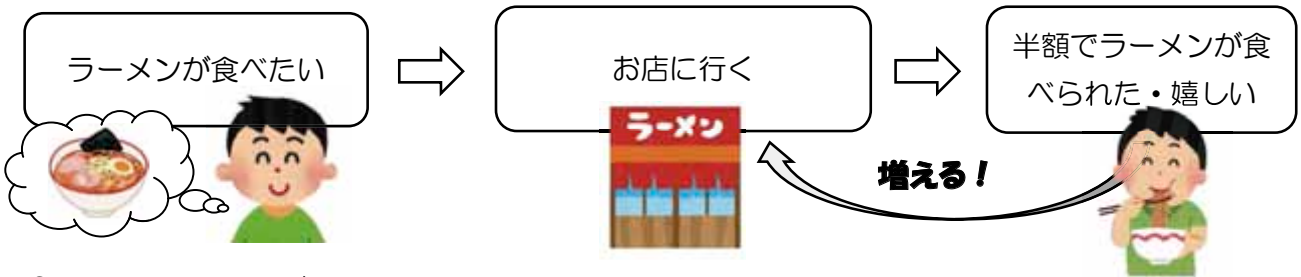 ラーメンが食べたい
お店に行く
半額でラーメンが食
べられた・嬉しい
ラーメン
増える！